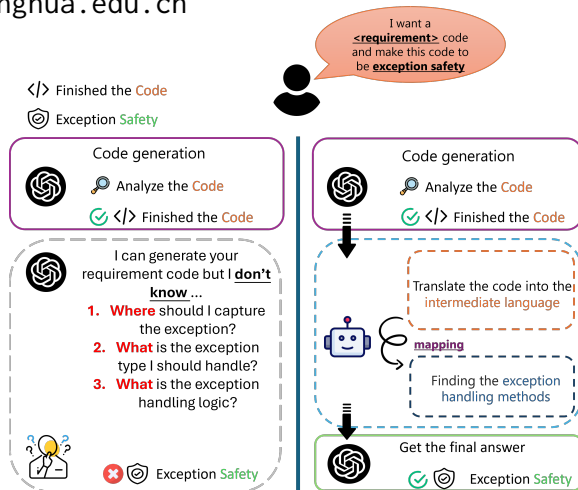 nghua.edu.cn
I want a
<requirement> code
and make this code to
be exception safety
</> Finished the Code
Exception Safety
Code generation
Analyze the Code
</> Finished the Code
I can generate your
requirement code but I don't
know ...
1. Where should I capture
the exception?
2. What is the exception
type I should handle?
3. What is the exception
handling logic?
Exception Safety
Code generation
Analyze the Code
</> Finished the Code
Translate the code into the
intermediate language
mapping
Finding the exception
handling methods
Get the final answer
Exception Safety